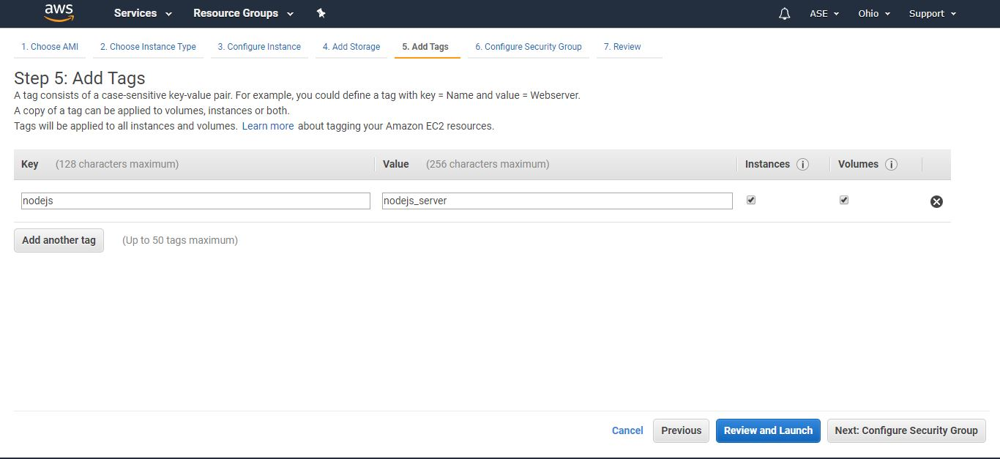 aws Services Resource Groups ASE Ohio Support
1. Choose AMI 2. Choose Instance Type 3. Configure Instance 4. Add Storage 5. Add Tags 6. Configure Security Group 7. Review
Step 5: Add Tags
A tag consists of a case-sensitive key-value pair. For example, you could define a tag with key = Name and value = Webserver.
A copy of a tag can be applied to volumes, instances or both.
Tags will be applied to all instances and volumes. Learn more about tagging your Amazon EC2 resources.
Key (128 characters maximum) Value (256 characters maximum) Instances i Volumes i
nodejs nodejs_server
Add another tag (Up to 50 tags maximum)
Cancel Previous Review and Launch Next: Configure Security Group